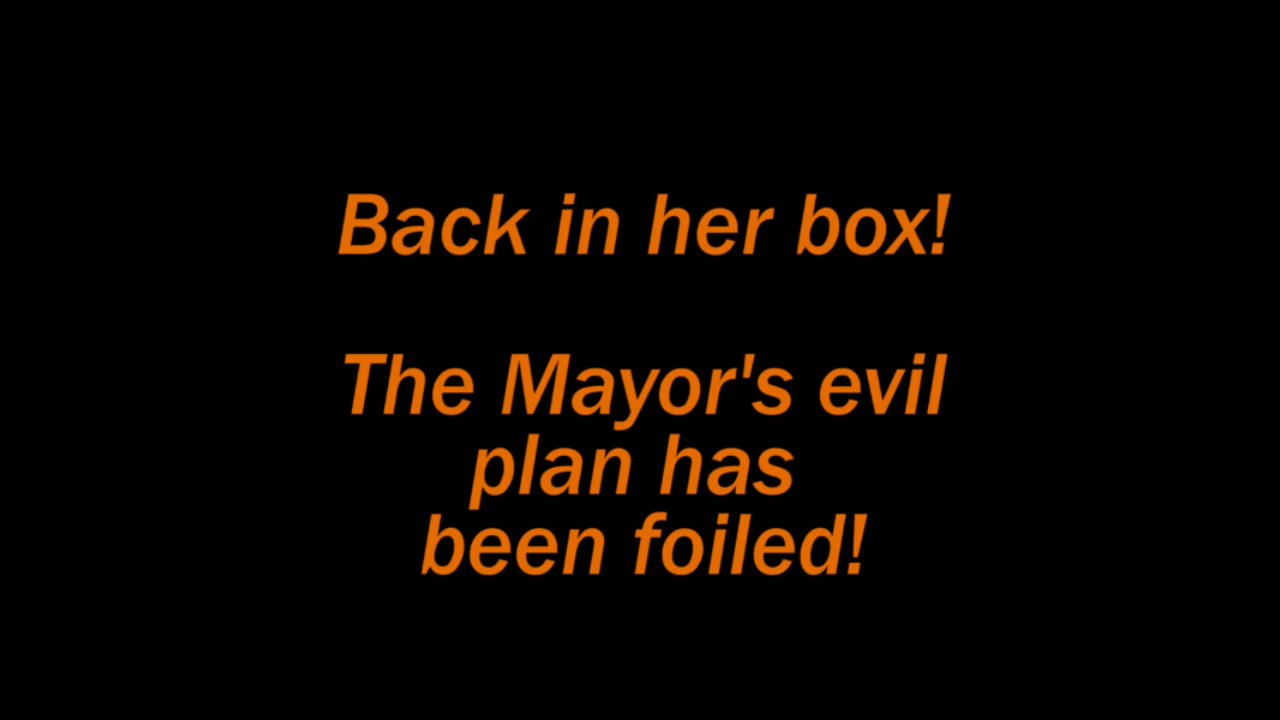 Back in her box!
The Mayor's evil
plan has
been foiled!